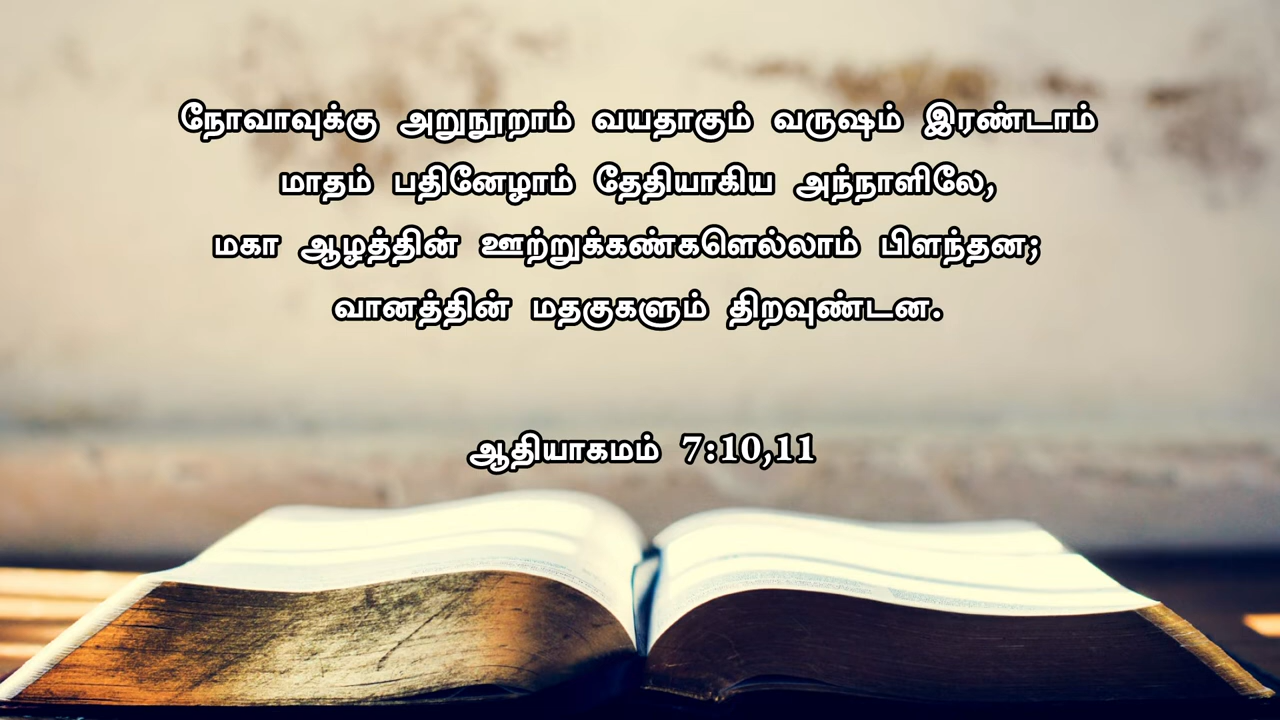 நோவாவுக்கு அறுநூறாம் வயதாகும் வருஷம் இரண்டாம்
மாதம் பதினேழாம் தேதியாகிய அந்நாளிலே,
மகா ஆழத்தின் ஊற்றுக்கண்களெல்லாம் பிளந்தன;
வானத்தின் மதகுகளும் திறவுண்டன.
ஆதியாகமம் 7:10,11